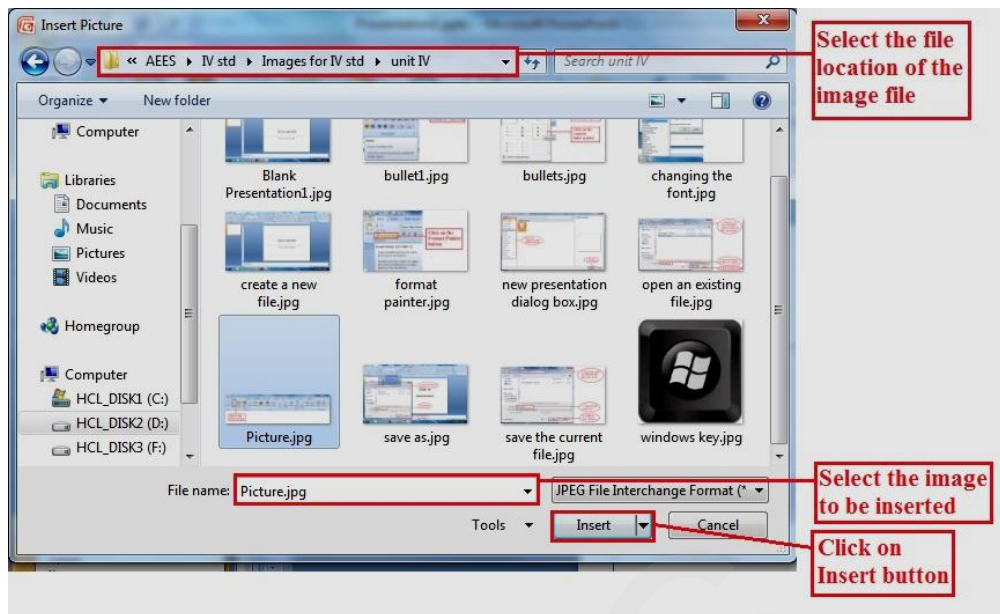 Insert Picture
« AEES ▸ IV std ▸ Images for IV std ▸ unit IV
Search unit IV
Select the file
location of the
image file
Organize ▼ New folder
Computer
Libraries
Documents
Music
Pictures
Videos
Homegroup
Computer
HCL_DISK1 (C:)
HCL_DISK2 (D:)
HCL_DISK3 (F:)
Blank
Presentation1.jpg
bullet1.jpg
bullets.jpg
changing the
font.jpg
create a new
file.jpg
format
painter.jpg
new presentation
dialog box.jpg
open an existing
file.jpg
Picture.jpg
save as.jpg
save the current
file.jpg
windows key.jpg
File name: Picture.jpg
JPEG File Interchange Format (*
Select the image
to be inserted
Tools Insert Cancel
Click on
Insert button